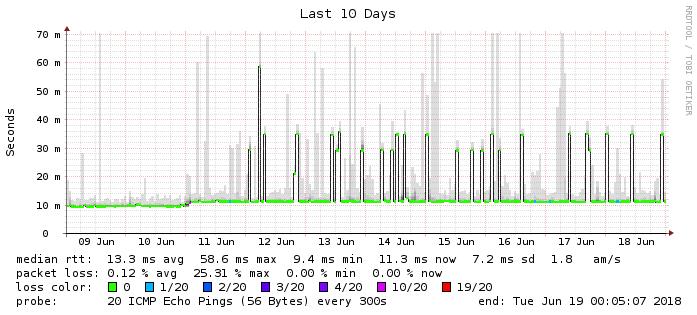 Last 10 Days
RRDTOOL / TOBI OETIKER
Seconds
70 m
60 m
50 m
40 m
30 m
20 m
10 m
0
09 Jun 10 Jun 11 Jun 12 Jun 13 Jun 14 Jun 15 Jun 16 Jun 17 Jun 18 Jun
median rtt: 13.3 ms avg 58.6 ms max 9.4 ms min 11.3 ms now 7.2 ms sd 1.8 am/s
packet loss: 0.12 % avg 25.31 % max 0.00 % min 0.00 % now
loss color: 0 1/20 2/20 3/20 4/20 10/20 19/20
probe: 20 ICMP Echo Pings (56 Bytes) every 300s end: Tue Jun 19 00:05:07 2018